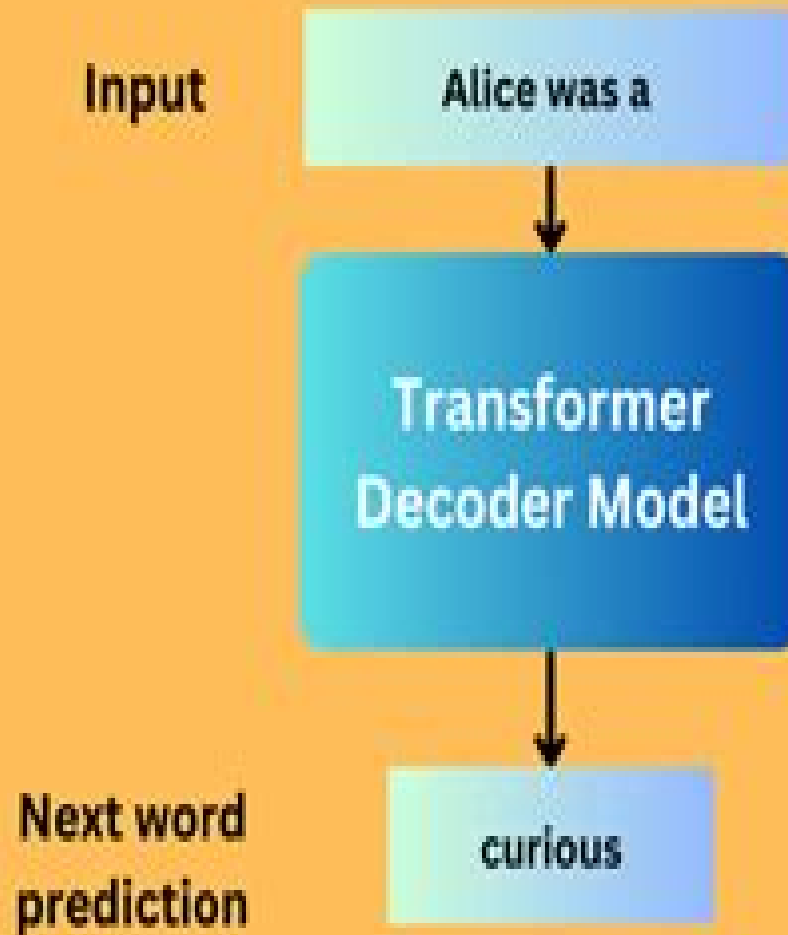 Input
Alice was a
Transformer
Decoder Model
Next word
prediction
curious